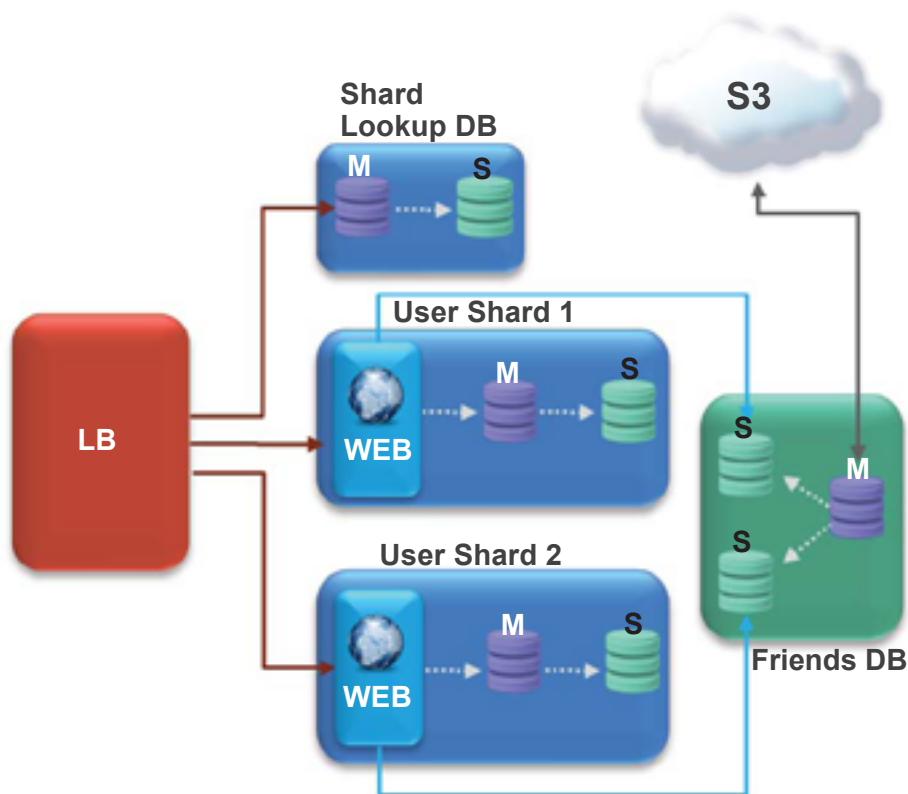 S3
Shard
Lookup DB
M
S
User Shard 1
M
S
WEB
LB
S
M
S
User Shard 2
M
S
WEB
Friends DB